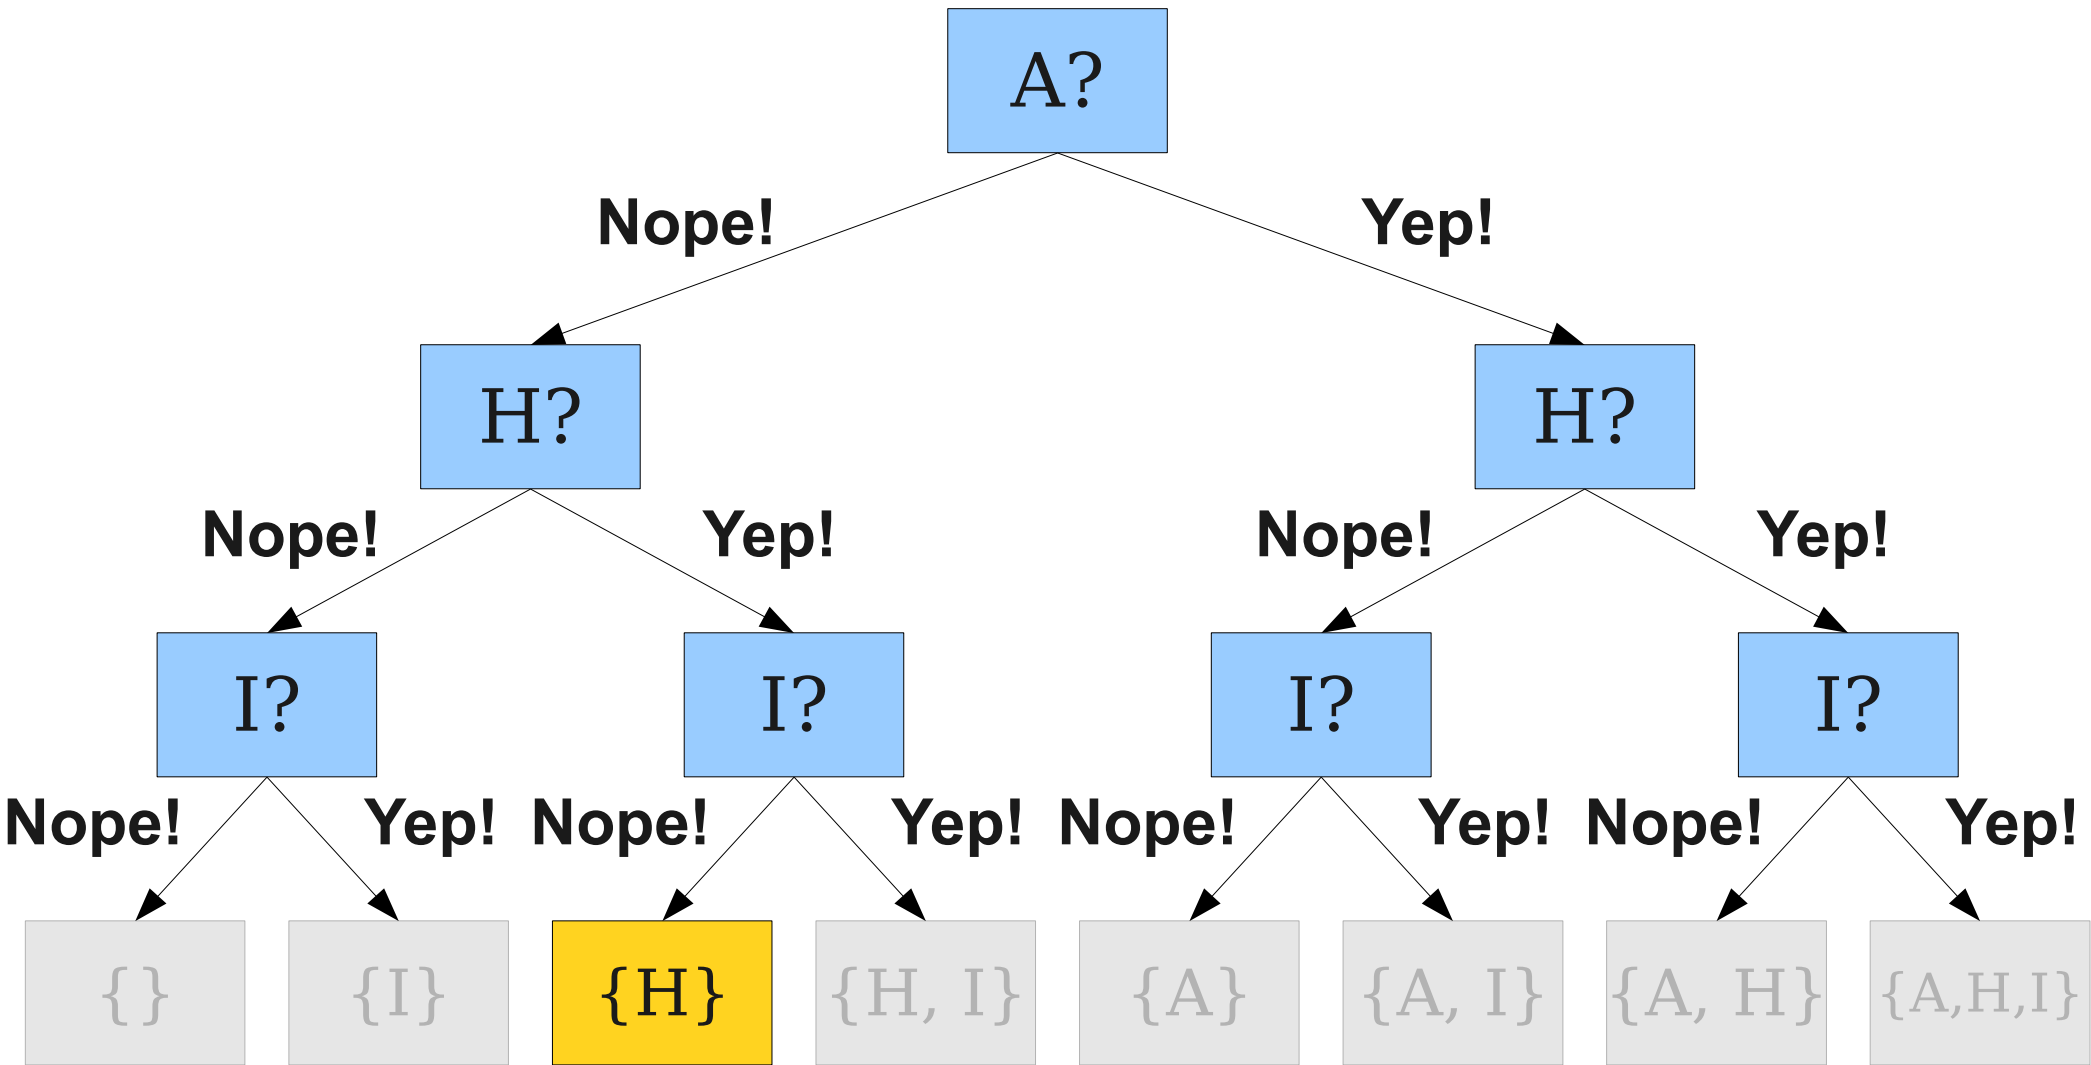 A?
Nope! Yep!
H? H?
Nope! Yep! Nope! Yep!
I? I? I? I?
Nope! Yep! Nope! Yep! Nope! Yep! Nope! Yep!
{} {I} {H} {H, I} {A} {A, I} {A, H} {A,H,I}